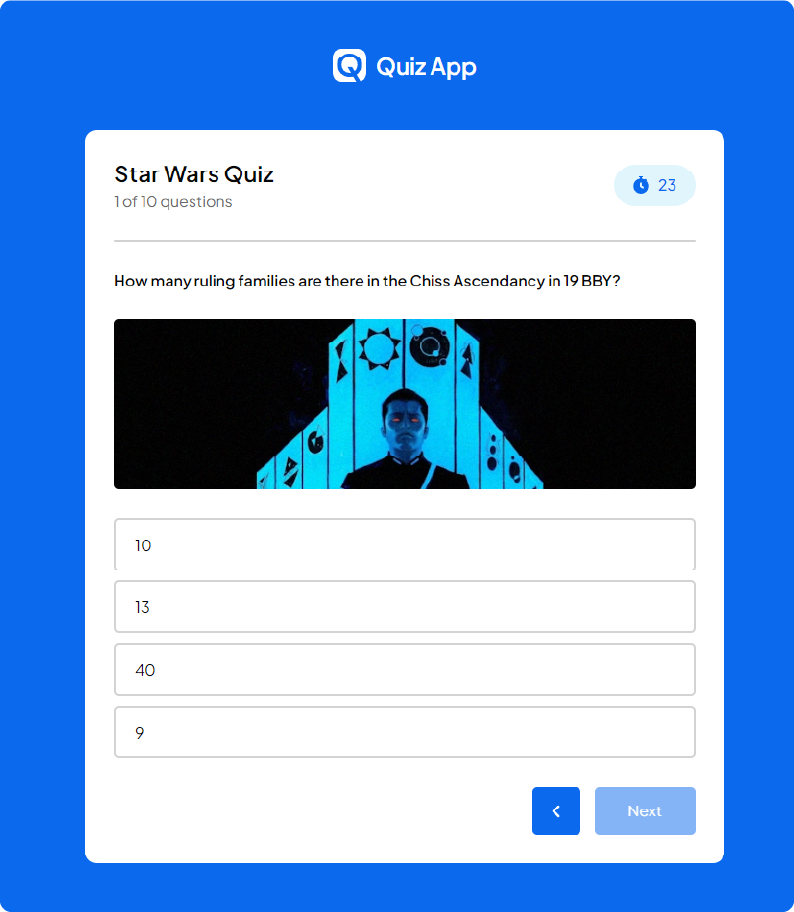 Quiz App
Star Wars Quiz
1 of 10 questions
23
How many ruling families are there in the Chiss Ascendancy in 19 BBY?
10
13
40
9
Next